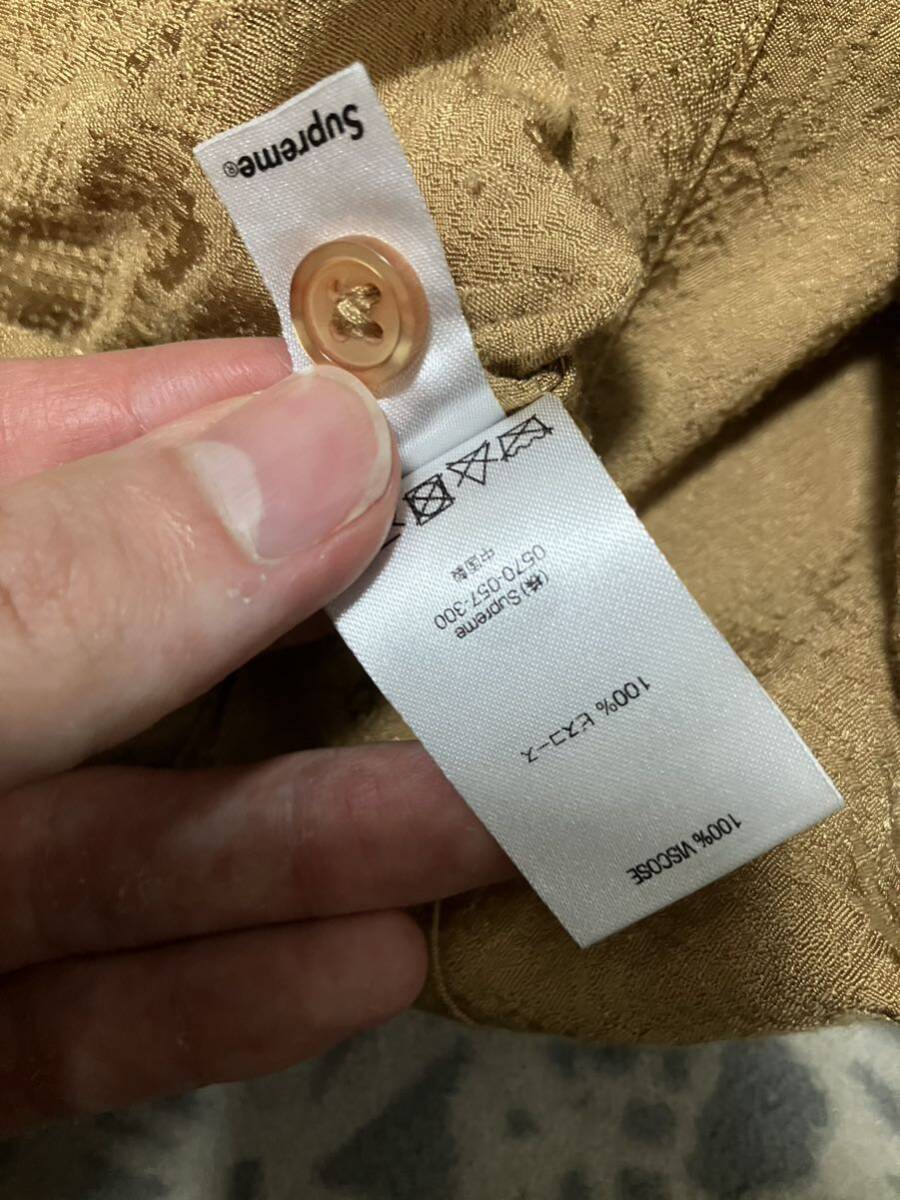 Supreme®
(株) Supreme
0570-057-300
中国製
100% ビスコース
100% VISCOSE